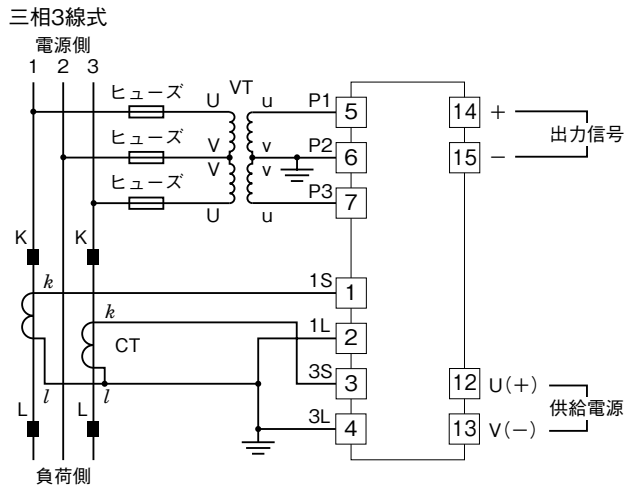 三相3線式
電源側
1 2 3
ヒューズ U VT u P1 5 14 +
出力信号
ヒューズ V v P2 6 15 −
V v
ヒューズ U u P3 7
K K
k 1S 1
k 1L 2
CT 3S 3 12 U(+)
供給電源
l l
L L 3L 4 13 V(−)
負荷側